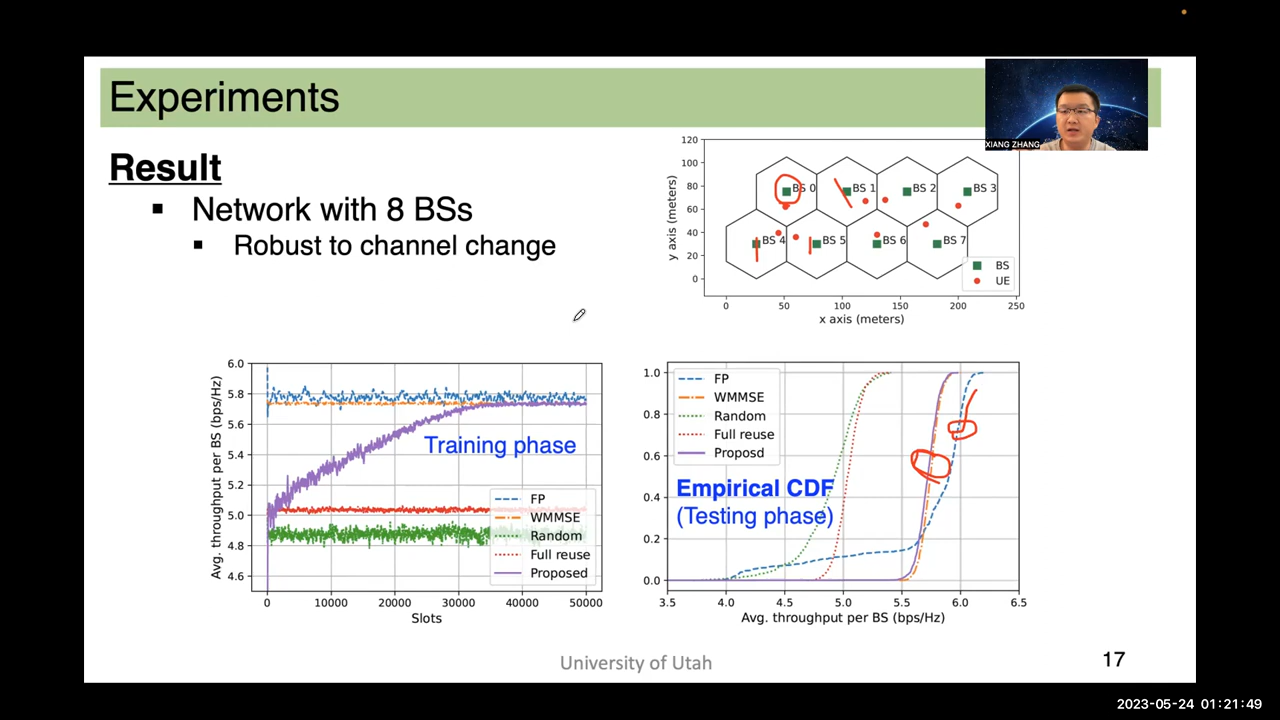 Experiments
XIANG ZHANG
Result
Network with 8 BSs
Robust to channel change
120
100
80
60
40
20
0
y axis (meters)
BS 0
BS 1
BS 2
BS 3
BS 4
BS 5
BS 6
BS 7
BS
UE
0
50
100
150
200
250
x axis (meters)
6.0
5.8
5.6
5.4
5.2
5.0
4.8
4.6
Avg. throughput per BS (bps/Hz)
Training phase
FP
WMMSE
Random
Full reuse
Proposed
0
10000
20000
30000
40000
50000
Slots
1.0
0.8
0.6
0.4
0.2
0.0
FP
WMMSE
Random
Full reuse
Proposd
Empirical CDF
(Testing phase)
3.5
4.0
4.5
5.0
5.5
6.0
6.5
Avg. throughput per BS (bps/Hz)
University of Utah
17
2023-05-24 01:21:49